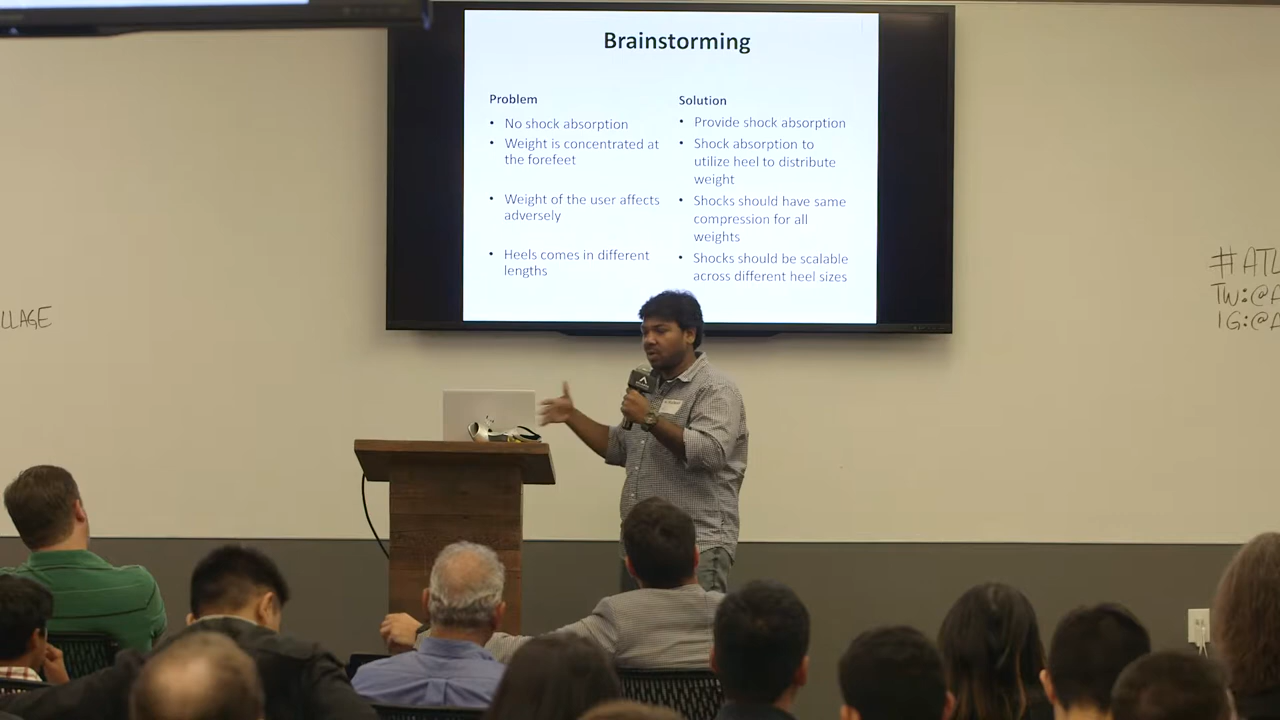 Brainstorming
Problem
• No shock absorption
• Weight is concentrated at
the forefeet
• Weight of the user affects
adversely
• Heels comes in different
lengths
Solution
• Provide shock absorption
• Shock absorption to
utilize heel to distribute
weight
• Shocks should have same
compression for all
weights
• Shocks should be scalable
across different heel sizes
LLAGE
#ATL
TW:@A
IG:@A